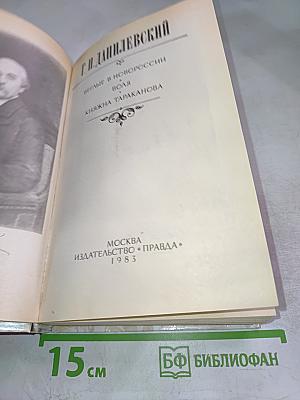 Г.П.ДАНИЛЕВСКИЙ
БЕГЛЫЕ В НОВОРОССИИ
ВОЛЯ
КНЯЖНА ТАРАКАНОВА
МОСКВА
ИЗДАТЕЛЬСТВО «ПРАВДА»
1983
15 см
БФ БИБЛИОФАН